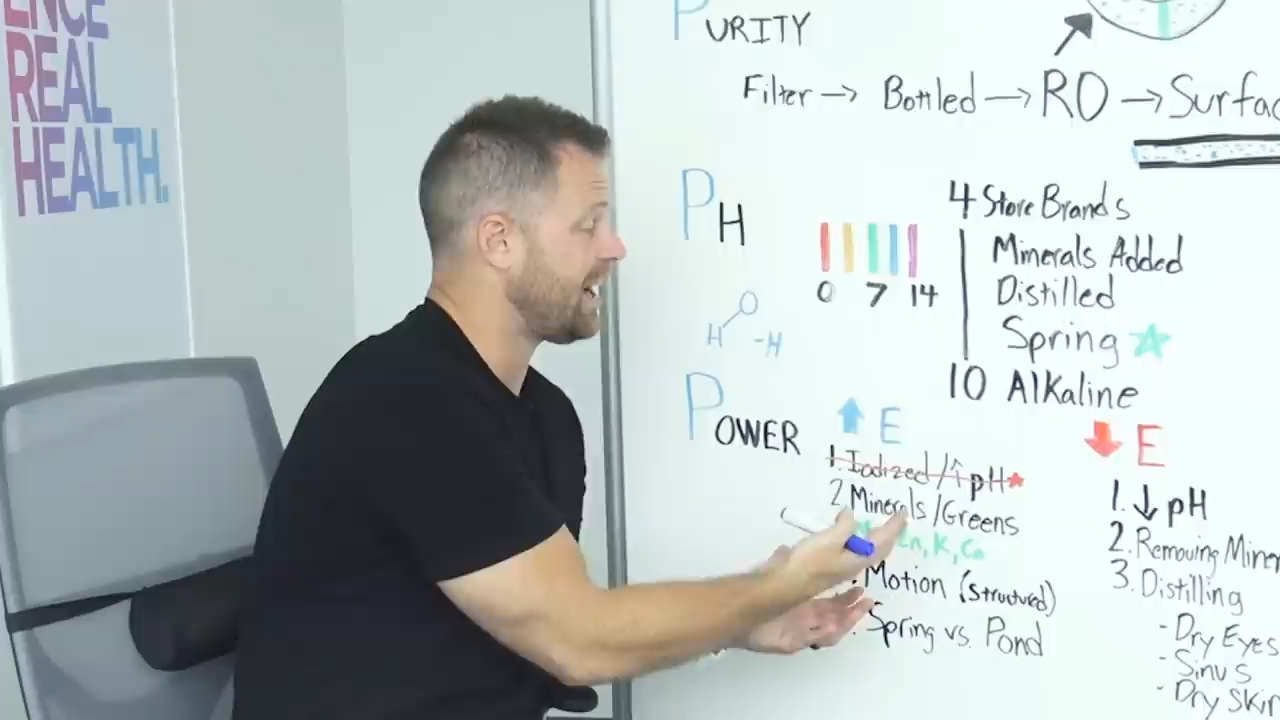 ENCE
REAL
HEALTH.
PURITY
Filter → Bottled → RO → Surfac
PH
0 7 14
4 Store Brands
Minerals Added
Distilled
Spring
10 Alkaline
H O -H
POWER
E
1. Iodized/↑pH
2. Minerals/Greens
K, Ca
Motion (Structured)
Spring vs. Pond
E
1. ↓ pH
2. Removing Miner
3. Distilling
- Dry Eyes
- Sinus
- Dry Skin